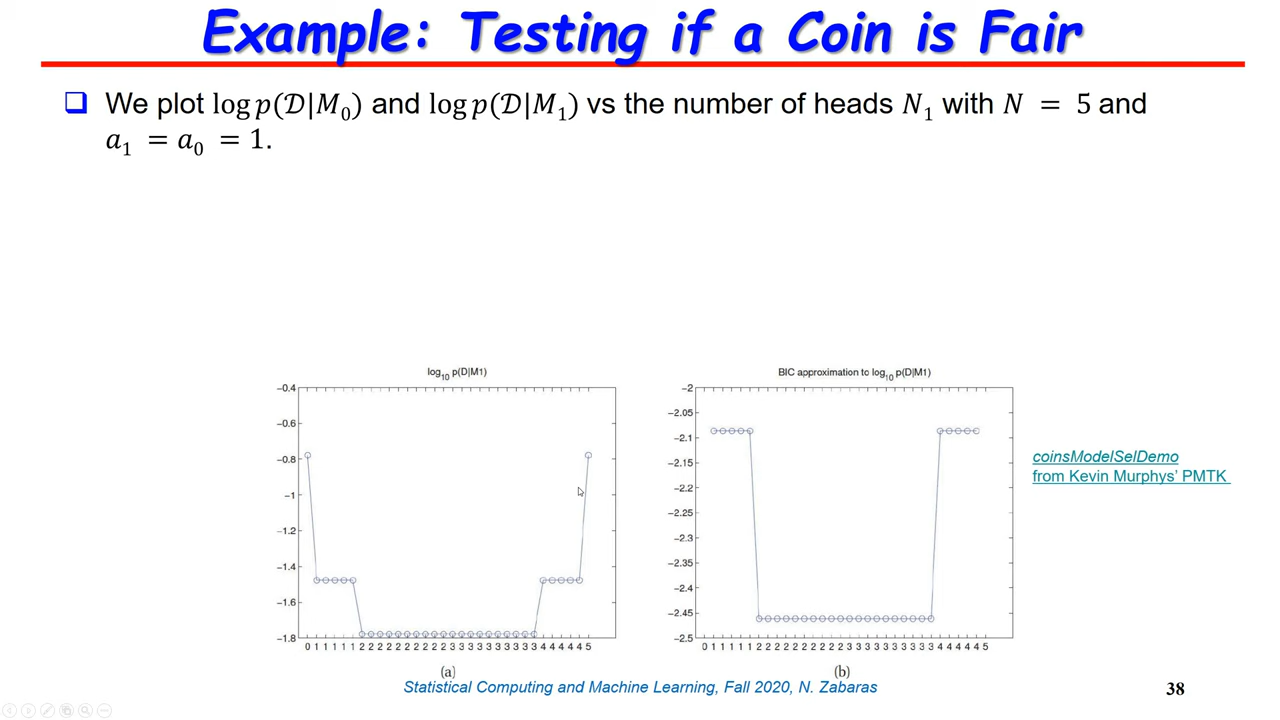 Example: Testing if a Coin is Fair
We plot log p(𝒟|M₀) and log p(𝒟|M₁) vs the number of heads N₁ with N = 5 and
a₁ = a₀ = 1.
log₁₀ p(D|M1)
-0.4
-0.6
-0.8
-1
-1.2
-1.4
-1.6
-1.8
0 1 1 1 1 1 2 2 2 2 2 2 2 2 2 2 3 3 3 3 3 3 3 3 3 3 4 4 4 4 4 5
(a)
BIC approximation to log₁₀ p(D|M1)
-2
-2.05
-2.1
-2.15
-2.2
-2.25
-2.3
-2.35
-2.4
-2.45
-2.5
0 1 1 1 1 1 2 2 2 2 2 2 2 2 2 2 3 3 3 3 3 3 3 3 3 3 4 4 4 4 4 5
(b)
coinsModelSelDemo
from Kevin Murphys' PMTK
Statistical Computing and Machine Learning, Fall 2020, N. Zabaras
38